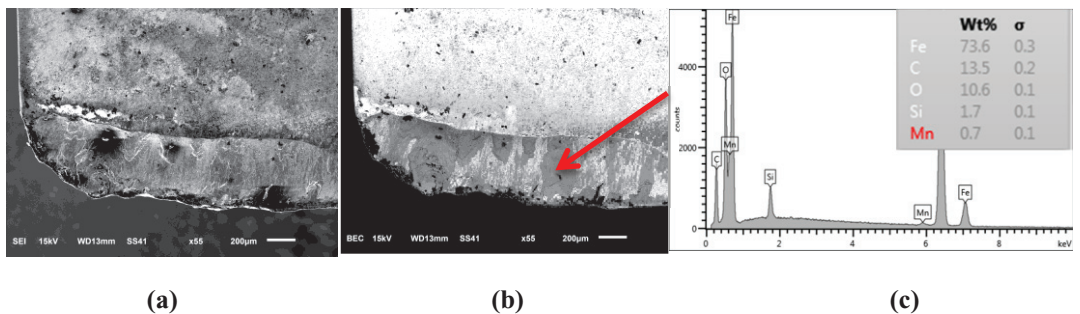 SEI 15kV WD13mm SS41 x55 200µm
BEC 15kV WD13mm SS41 x55 200µm
Fe
O
Mn
C
Si
Mn
Fe
4000
2000
0
counts
0 2 4 6 8 keV
Wt% σ
Fe 73.6 0.3
C 13.5 0.2
O 10.6 0.1
Si 1.7 0.1
Mn 0.7 0.1
(a) (b) (c)